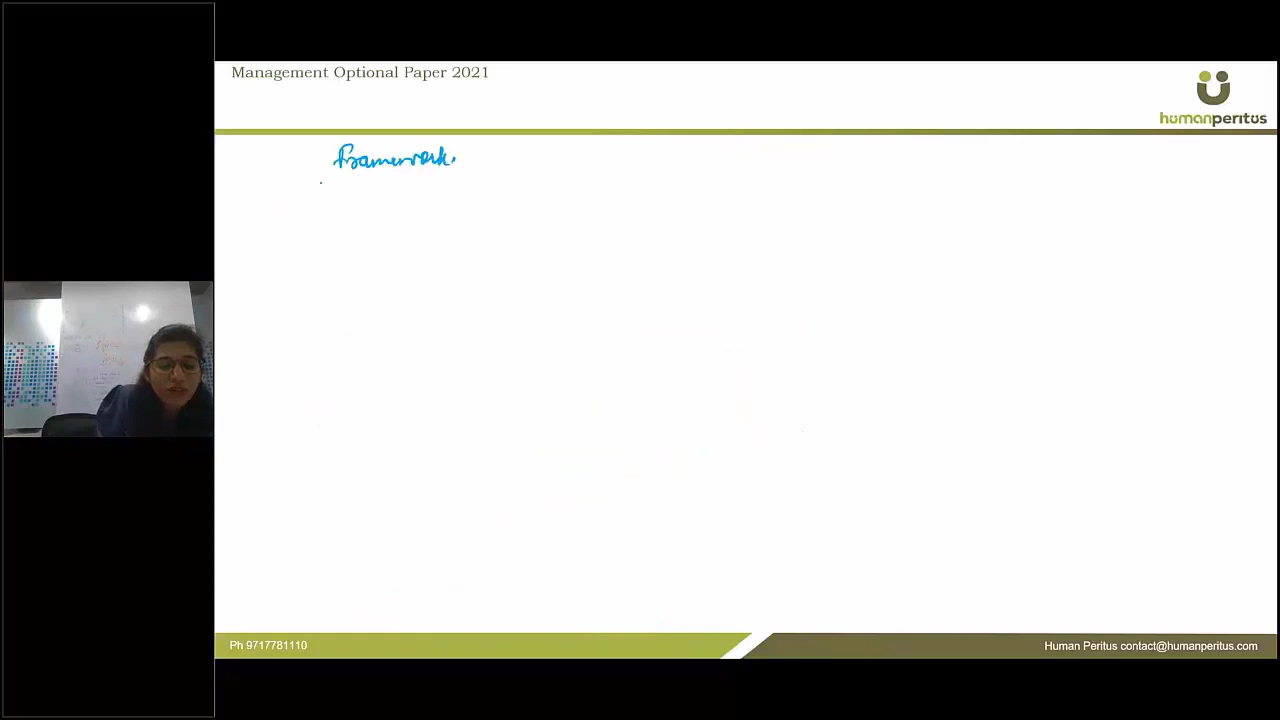 Management Optional Paper 2021
humanperitus
Framework.
Ph 9717781110
Human Peritus contact@humanperitus.com